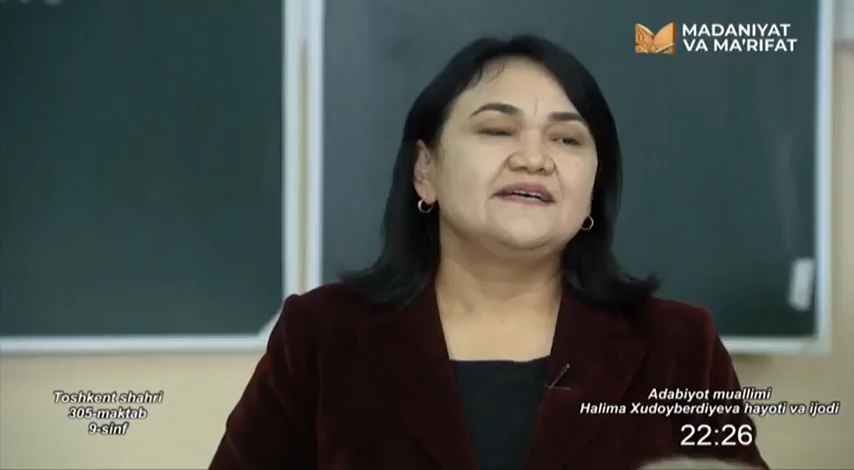 MADANIYAT
VA MA'RIFAT
Toshkent shahri
305-maktab
9-sinf
Adabiyot muallimi
Halima Xudoyberdiyeva hayoti va ijodi
22:26